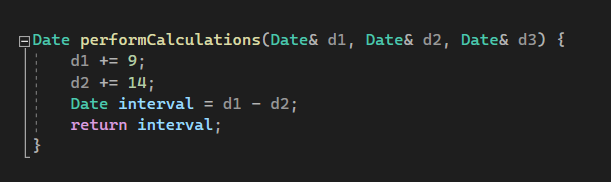 Date performCalculations(Date& d1, Date& d2, Date& d3) {
    d1 += 9;
    d2 += 14;
    Date interval = d1 - d2;
    return interval;
}